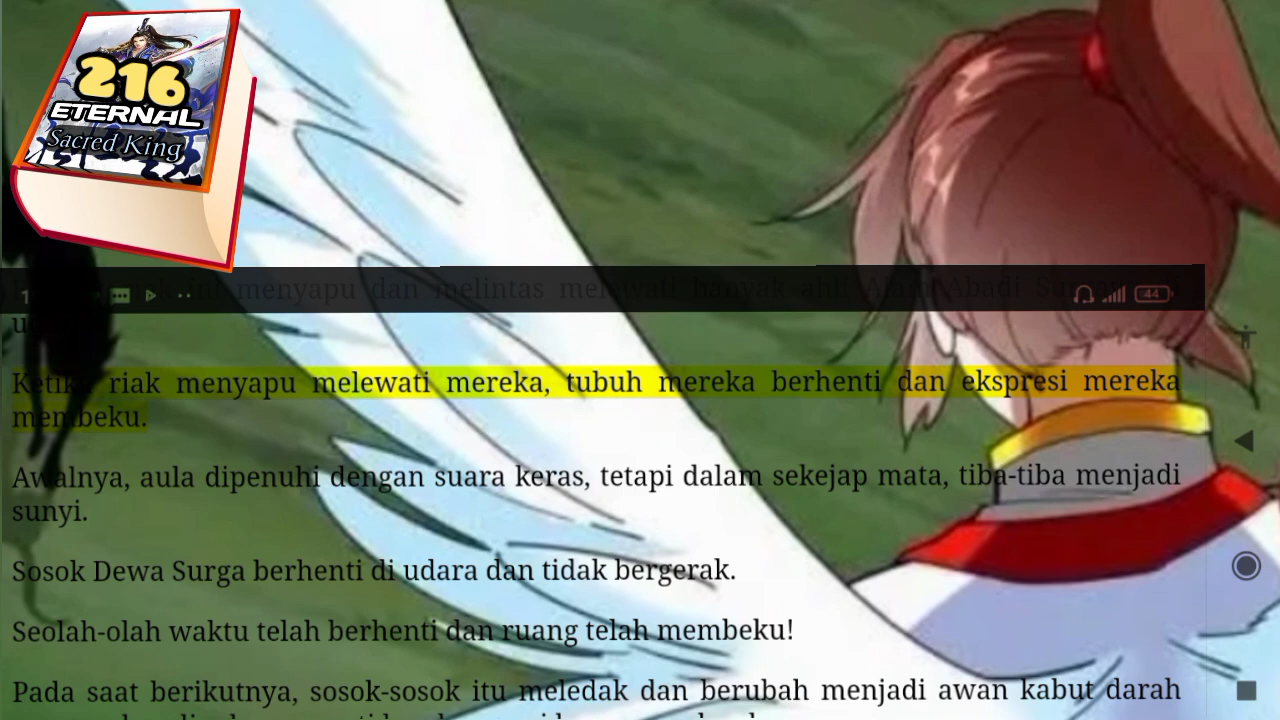 216
ETERNAL
Sacred King
menyapu dan melintas melewati banyak ahli Alam Abadi
44
Ketika riak menyapu melewati mereka, tubuh mereka berhenti dan ekspresi mereka
membeku.
Awalnya, aula dipenuhi dengan suara keras, tetapi dalam sekejap mata, tiba-tiba menjadi
sunyi.
Sosok Dewa Surga berhenti di udara dan tidak bergerak.
Seolah-olah waktu telah berhenti dan ruang telah membeku!
Pada saat berikutnya, sosok-sosok itu meledak dan berubah menjadi awan kabut darah